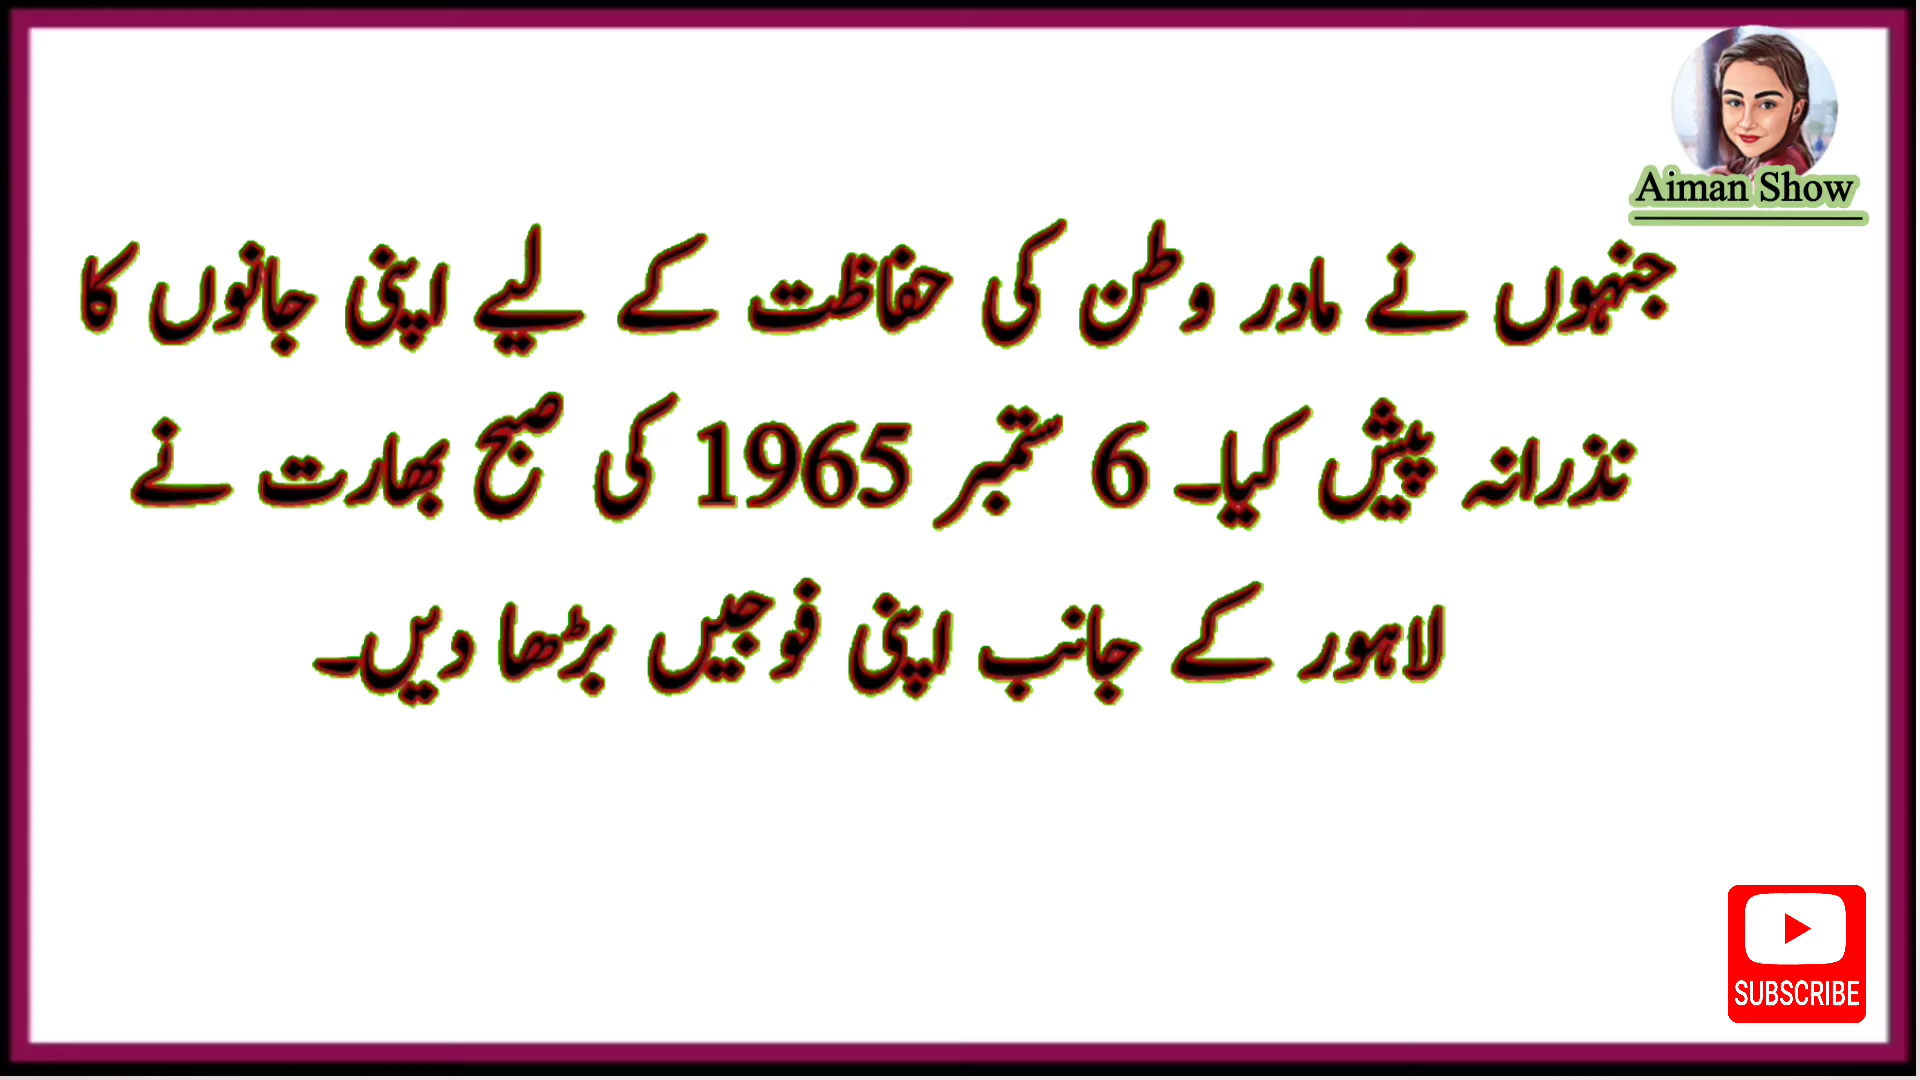 Aiman Show
جنہوں نے مادر وطن کی حفاظت کے لیے اپنی جانوں کا
نذرانہ پیش کیا۔ 6 ستمبر 1965 کی صبح بھارت نے
لاہور کے جانب اپنی فوجیں بڑھا دیں۔
SUBSCRIBE